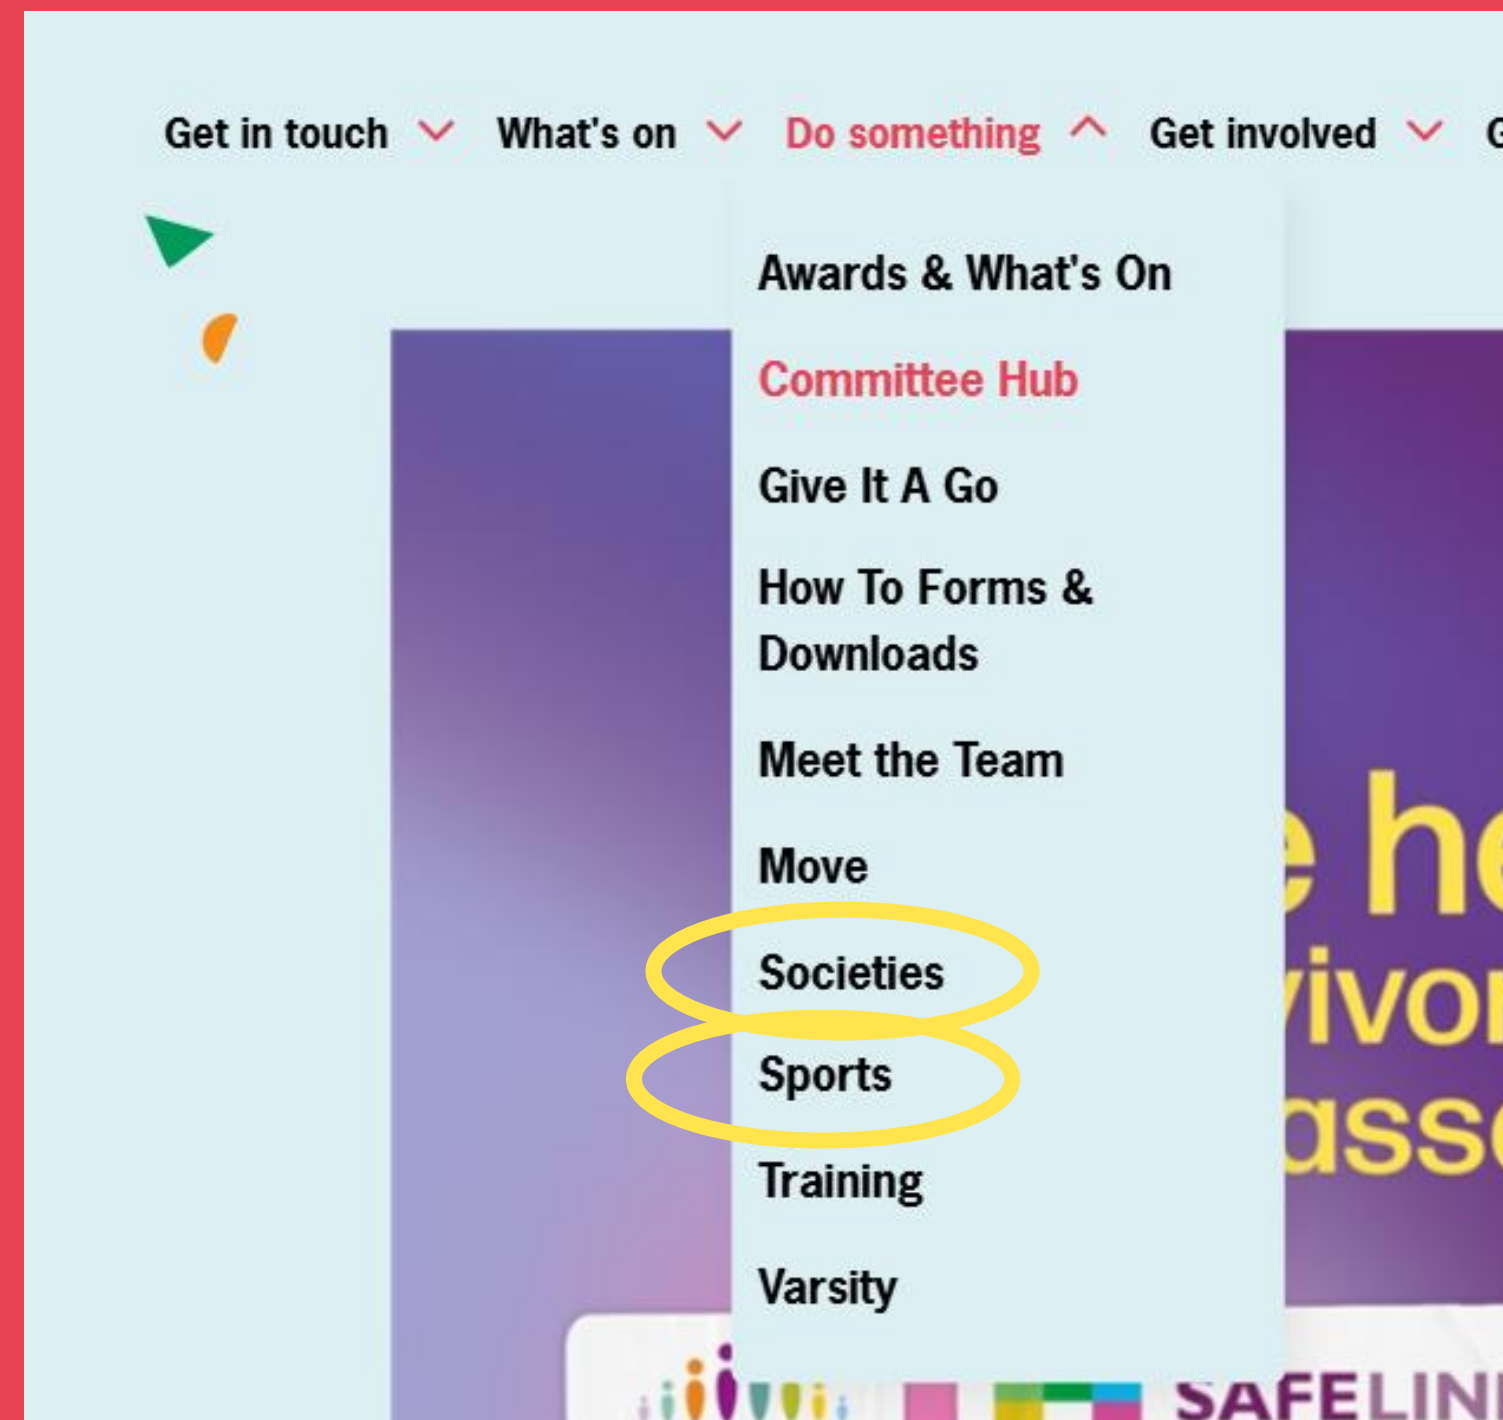 Get in touch What's on Do something Get involved
Awards & What's On
Committee Hub
Give It A Go
How To Forms &
Downloads
Meet the Team
Move
Societies
Sports
Training
Varsity